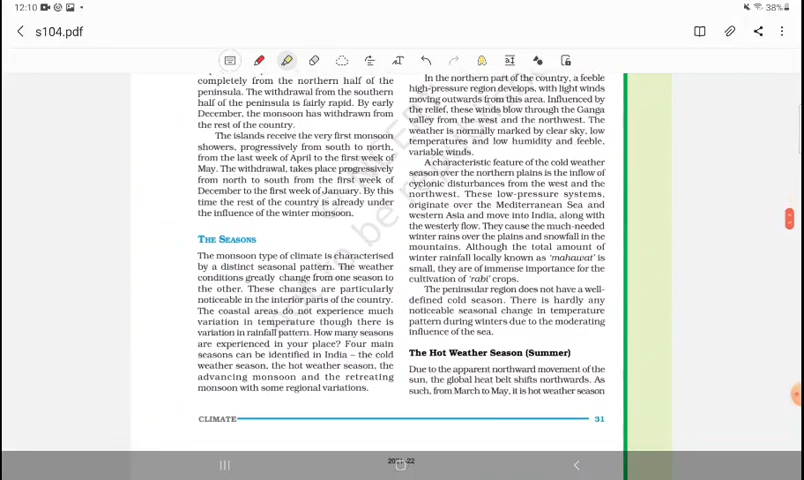 12:10
38%
s104.pdf
completely from the northern half of the
peninsula. The withdrawal from the southern
half of the peninsula is fairly rapid. By early
December, the monsoon has withdrawn from
the rest of the country.
The islands receive the very first monsoon
showers, progressively from south to north,
from the last week of April to the first week of
May. The withdrawal, takes place progressively
from north to south from the first week of
December to the first week of January. By this
time the rest of the country is already under
the influence of the winter monsoon.
THE SEASONS
The monsoon type of climate is characterised
by a distinct seasonal pattern. The weather
conditions greatly change from one season to
the other. These changes are particularly
noticeable in the interior parts of the country.
The coastal areas do not experience much
variation in temperature though there is
variation in rainfall pattern. How many seasons
are experienced in your place? Four main
seasons can be identified in India – the cold
weather season, the hot weather season, the
advancing monsoon and the retreating
monsoon with some regional variations.
In the northern part of the country, a feeble
high-pressure region develops, with light winds
moving outwards from this area. Influenced by
the relief, these winds blow through the Ganga
valley from the west and the northwest. The
weather is normally marked by clear sky, low
temperatures and low humidity and feeble,
variable winds.
A characteristic feature of the cold weather
season over the northern plains is the inflow of
cyclonic disturbances from the west and the
northwest. These low-pressure systems,
originate over the Mediterranean Sea and
western Asia and move into India, along with
the westerly flow. They cause the much-needed
winter rains over the plains and snowfall in the
mountains. Although the total amount of
winter rainfall locally known as 'mahawat' is
small, they are of immense importance for the
cultivation of 'rabi' crops.
The peninsular region does not have a well-
defined cold season. There is hardly any
noticeable seasonal change in temperature
pattern during winters due to the moderating
influence of the sea.
The Hot Weather Season (Summer)
Due to the apparent northward movement of the
sun, the global heat belt shifts northwards. As
such, from March to May, it is hot weather season
CLIMATE
31